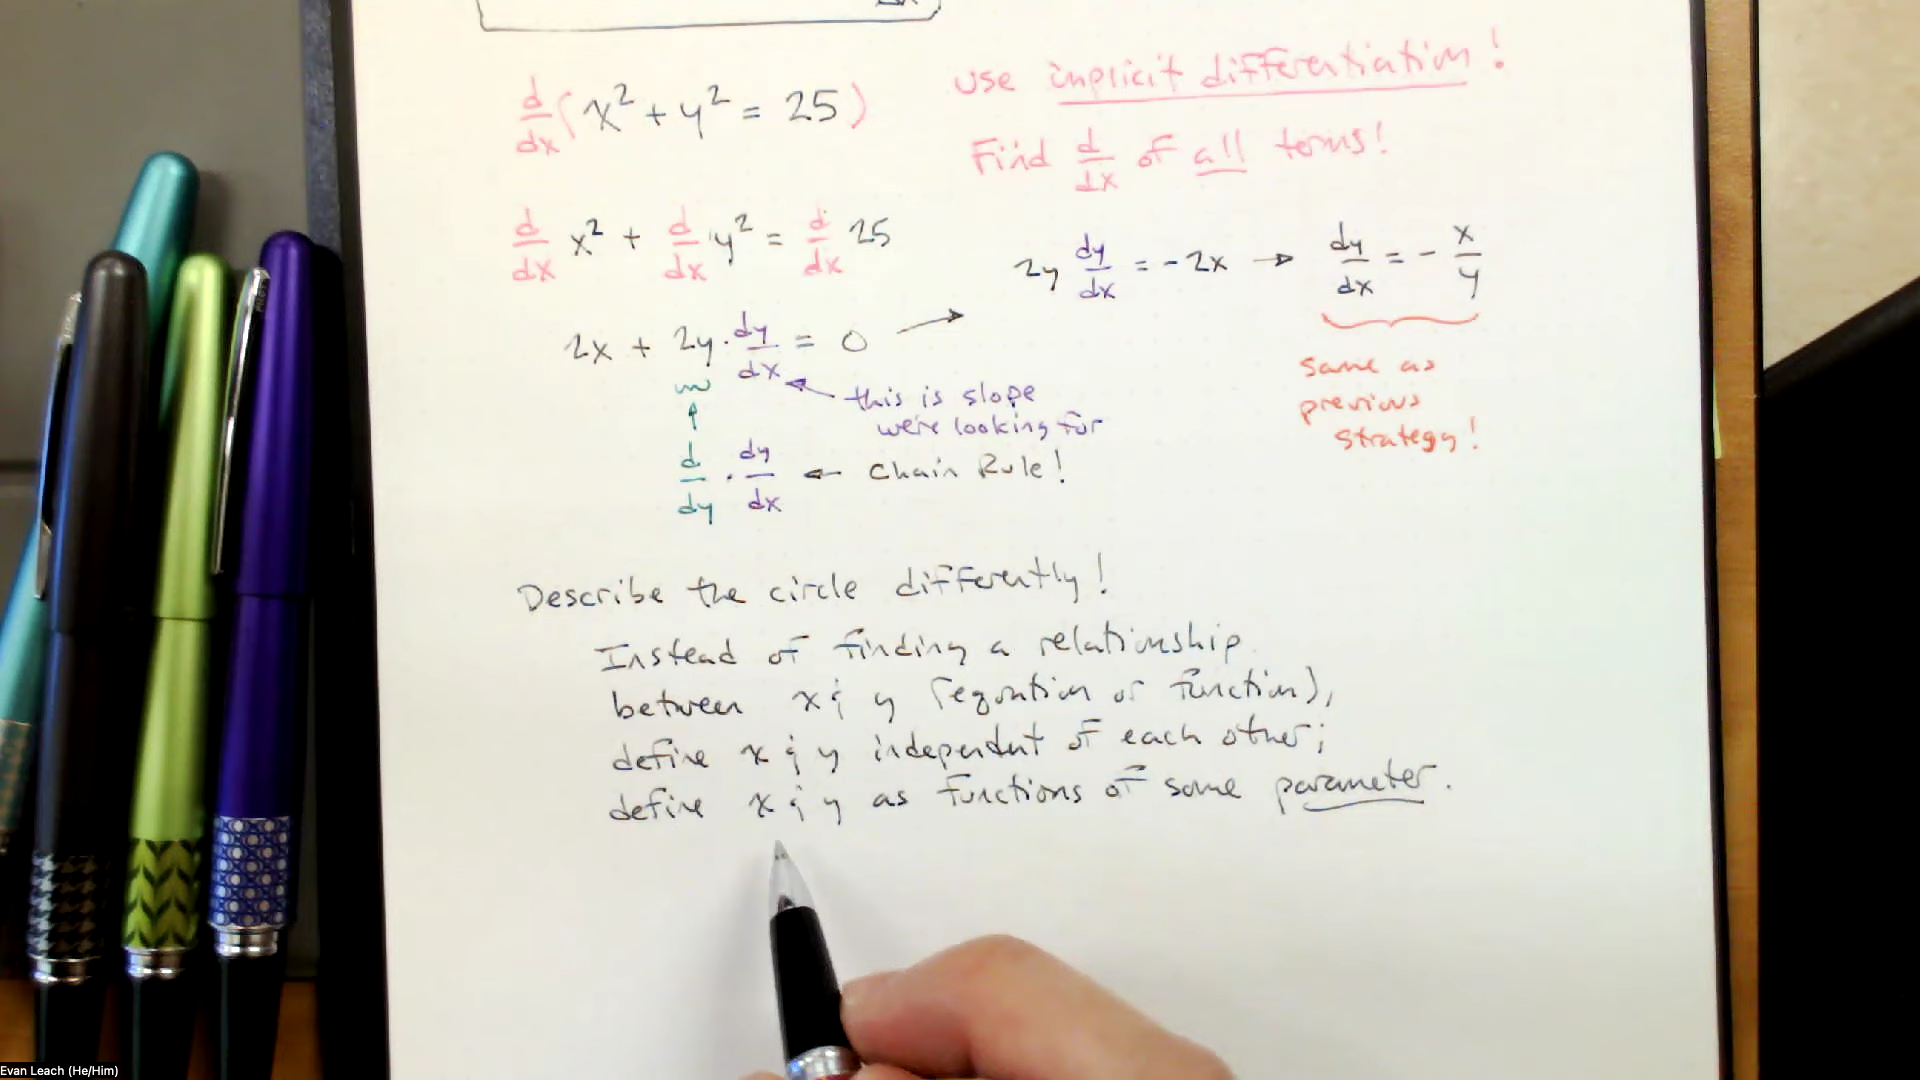 d/dx ( x² + y² = 25 )
use implicit differentiation!
Find d/dx of all terms!
d/dx x² + d/dx y² = d/dx 25
2y dy/dx = -2x → dy/dx = - x/y
2x + 2y · dy/dx = 0
this is slope
we're looking for
same as
previous
strategy!
d/dy · dy/dx ← Chain Rule!
Describe the circle differently!
Instead of finding a relationship
between x & y (equation or function),
define x & y independent of each other;
define x & y as functions of some parameter.
Evan Leach (He/Him)